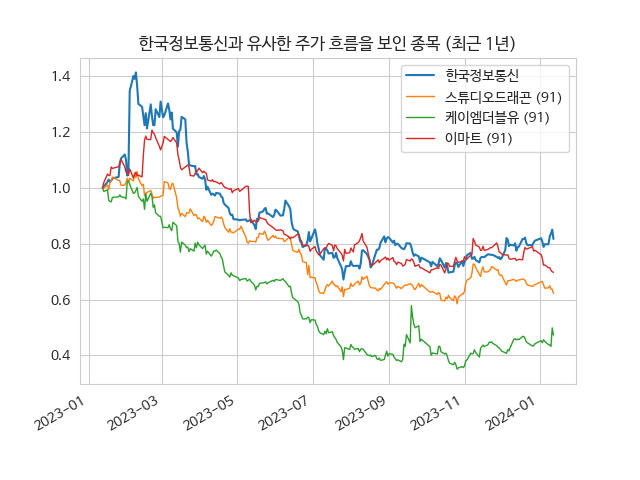 한국정보통신과 유사한 주가 흐름을 보인 종목 (최근 1년)
한국정보통신
스튜디오드래곤 (91)
케이엠더블유 (91)
이마트 (91)
1.4
1.2
1.0
0.8
0.6
0.4
2023-01
2023-03
2023-05
2023-07
2023-09
2023-11
2024-01